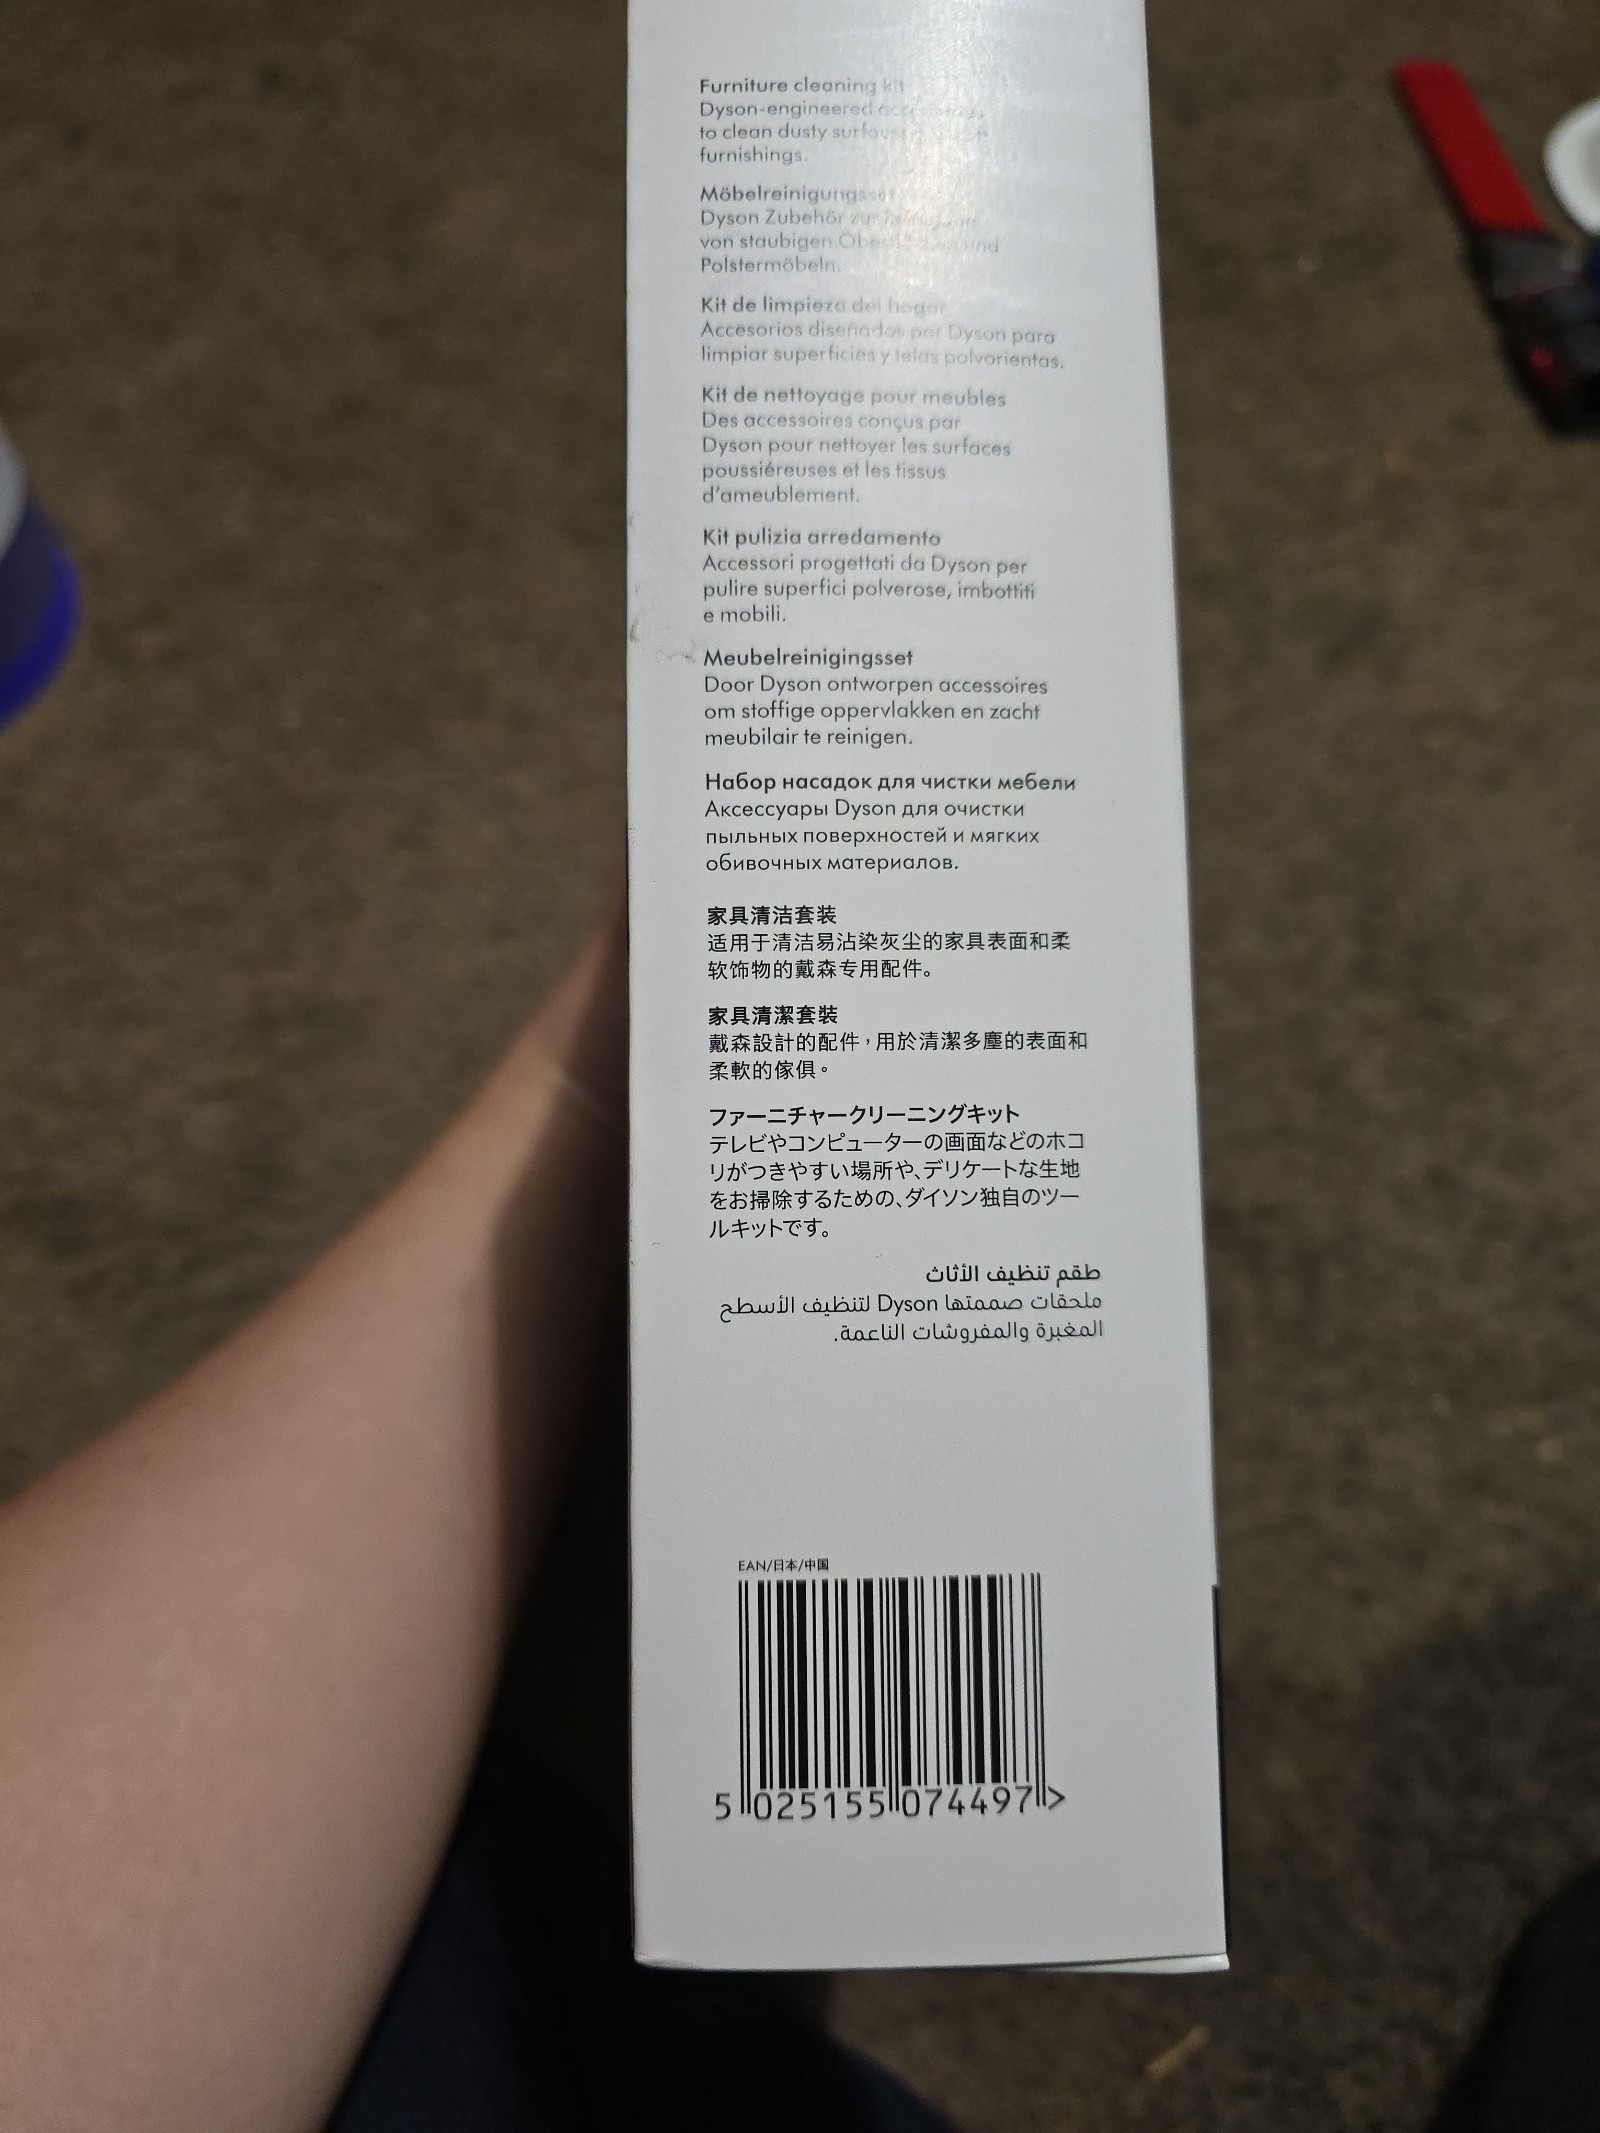 Furniture cleaning kit
Dyson-engineered
to clean dusty
furnishings.
Möbelreinigungsset
Dyson Zubehör zur
von staubigen und
Polstermöbeln.
Kit de limpieza del hogar
Accesorios diseñados por Dyson para
limpiar superficies y telas polvorientas.
Kit de nettoyage pour meubles
Des accessoires conçus par
Dyson pour nettoyer les surfaces
poussiéreuses et les tissus
d'ameublement.
Kit pulizia arredamento
Accessori progettati da Dyson per
pulire superfici polverose, imbottiti
e mobili.
Meubelreinigingsset
Door Dyson ontworpen accessoires
om stoffige oppervlakken en zacht
meubilair te reinigen.
Набор насадок для чистки мебели
Аксессуары Dyson для очистки
пыльных поверхностей и мягких
обивочных материалов.
家具清洁套装
适用于清洁易沾染灰尘的家具表面和柔
软饰物的戴森专用配件。
家具清潔套裝
戴森設計的配件，用於清潔多塵的表面和
柔軟的傢俱。
ファーニチャークリーニングキット
テレビやコンピューターの画面などのホコ
リがつきやすい場所や、デリケートな生地
をお掃除するための、ダイソン独自のツー
ルキットです。
طقم تنظيف الأثاث
ملحقات صممتها Dyson لتنظيف الأسطح
المغبرة والمفروشات الناعمة.
EAN/日本/中国
5 025155 074497 >